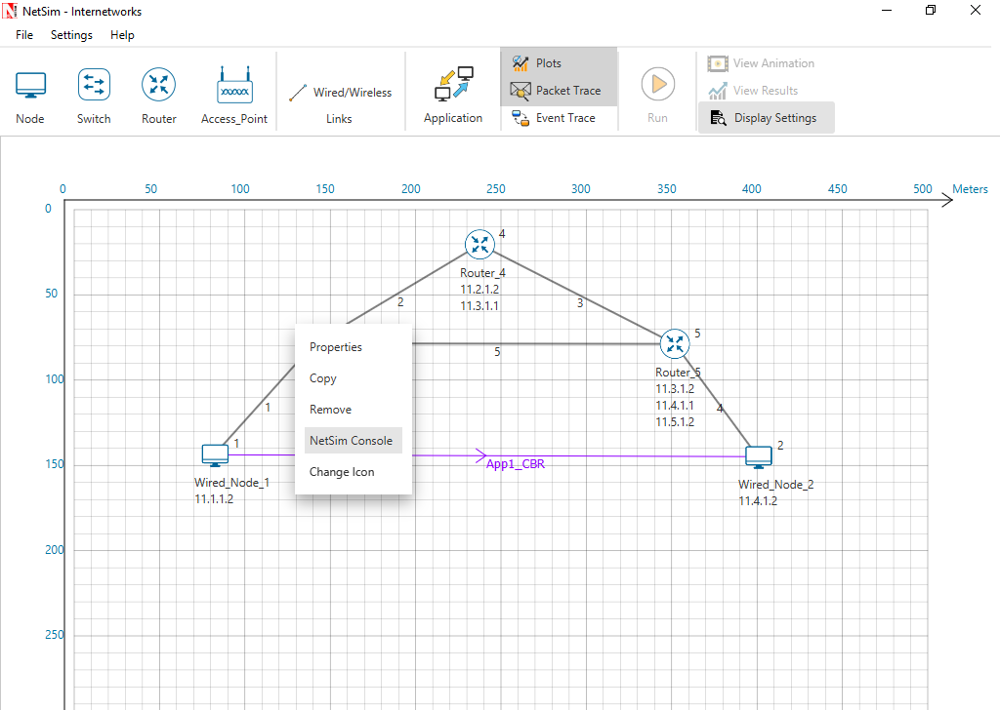 NetSim - Internetworks
File Settings Help
Node
Switch
Router
Access_Point
Wired/Wireless
Links
Application
Plots
Packet Trace
Event Trace
Run
View Animation
View Results
Display Settings
0 50 100 150 200 250 300 350 400 450 500 Meters
0
50
100
150
200
250
4
Router_4
11.2.1.2
11.3.1.1
2
3
5
5
Router_5
11.3.1.2
11.4.1.1
11.5.1.2
4
1
Properties
Copy
Remove
NetSim Console
Change Icon
1
Wired_Node_1
11.1.1.2
App1_CBR
2
Wired_Node_2
11.4.1.2